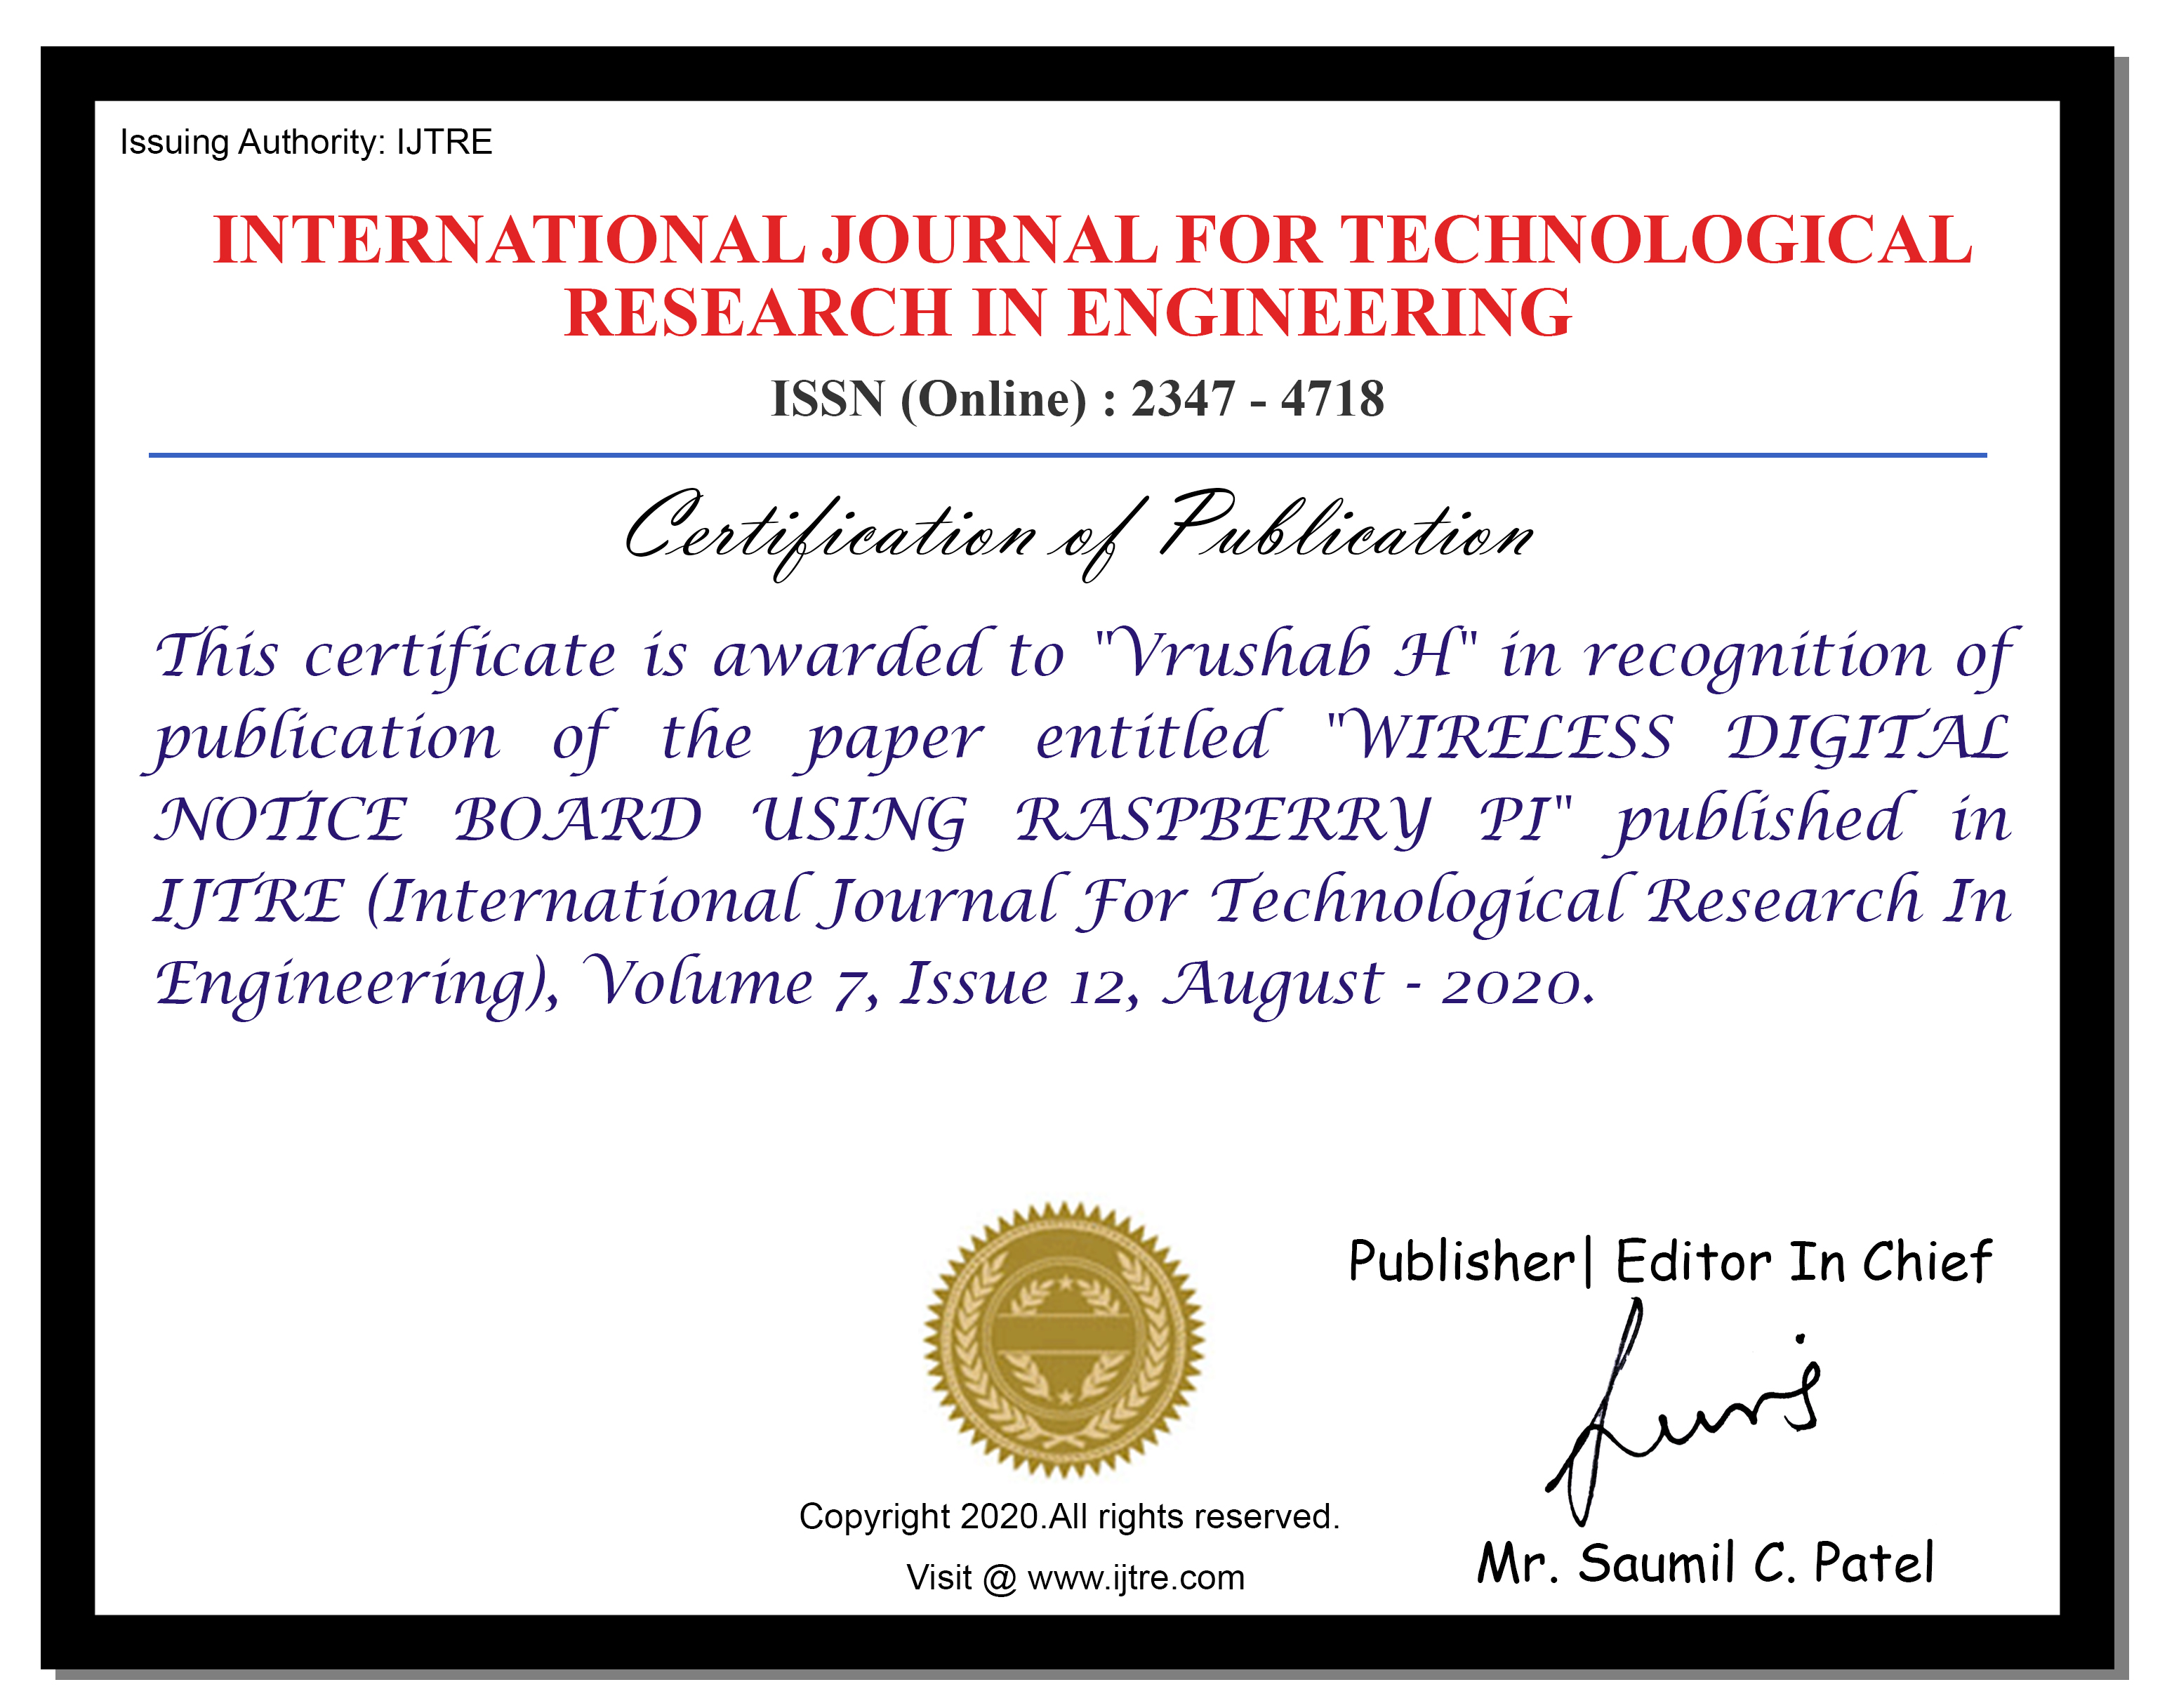 Issuing Authority: IJTRE
INTERNATIONAL JOURNAL FOR TECHNOLOGICAL
RESEARCH IN ENGINEERING
ISSN (Online) : 2347 - 4718
Certification of Publication
This certificate is awarded to "Vrushab H" in recognition of
publication of the paper entitled "WIRELESS DIGITAL
NOTICE BOARD USING RASPBERRY PI" published in
IJTRE (International Journal For Technological Research In
Engineering), Volume 7, Issue 12, August - 2020.
Publisher| Editor In Chief
Mr. Saumil C. Patel
Copyright 2020.All rights reserved.
Visit @ www.ijtre.com